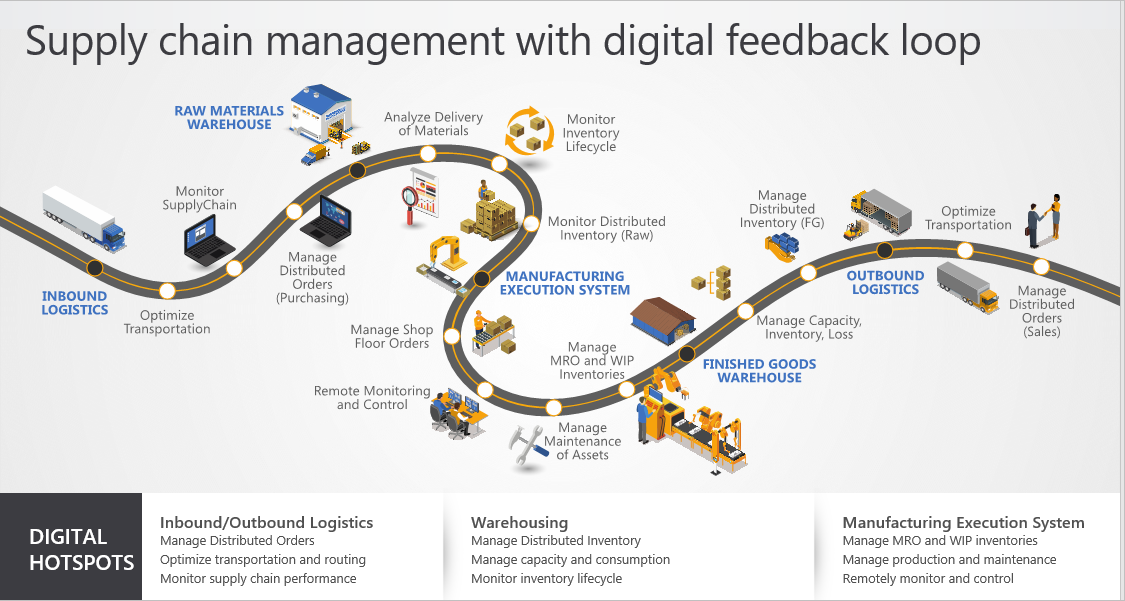 Supply chain management with digital feedback loop
RAW MATERIALS
WAREHOUSE
Analyze Delivery
of Materials
Monitor
Inventory
Lifecycle
Monitor
SupplyChain
Manage
Distributed
Orders
(Purchasing)
INBOUND
LOGISTICS
Optimize
Transportation
Monitor Distributed
Inventory (Raw)
MANUFACTURING
EXECUTION SYSTEM
Manage Shop
Floor Orders
Remote Monitoring
and Control
Manage
Maintenance
of Assets
Manage
MRO and WIP
Inventories
FINISHED GOODS
WAREHOUSE
Manage Capacity,
Inventory, Loss
Manage
Distributed
Inventory (FG)
OUTBOUND
LOGISTICS
Optimize
Transportation
Manage
Distributed
Orders
(Sales)
DIGITAL
HOTSPOTS
Inbound/Outbound Logistics
Manage Distributed Orders
Optimize transportation and routing
Monitor supply chain performance
Warehousing
Manage Distributed Inventory
Manage capacity and consumption
Monitor inventory lifecycle
Manufacturing Execution System
Manage MRO and WIP inventories
Manage production and maintenance
Remotely monitor and control